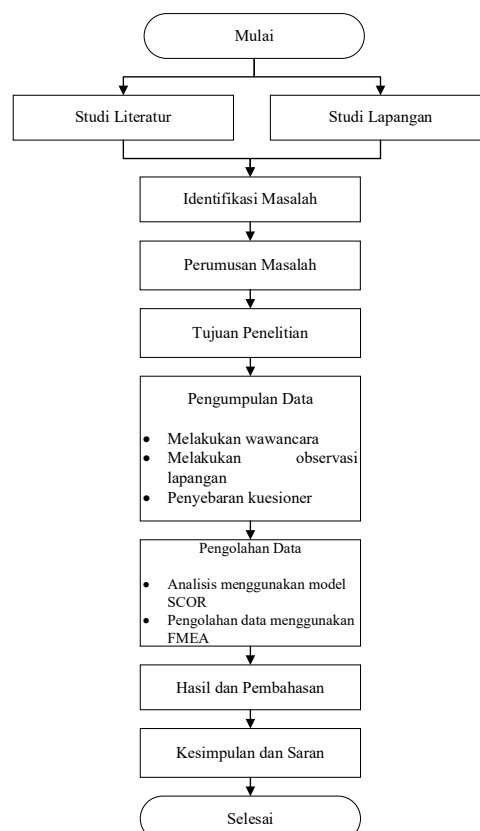 Mulai
Studi Literatur
Studi Lapangan
Identifikasi Masalah
Perumusan Masalah
Tujuan Penelitian
Pengumpulan Data
• Melakukan wawancara
• Melakukan observasi
lapangan
• Penyebaran kuesioner
Pengolahan Data
• Analisis menggunakan model
SCOR
• Pengolahan data menggunakan
FMEA
Hasil dan Pembahasan
Kesimpulan dan Saran
Selesai